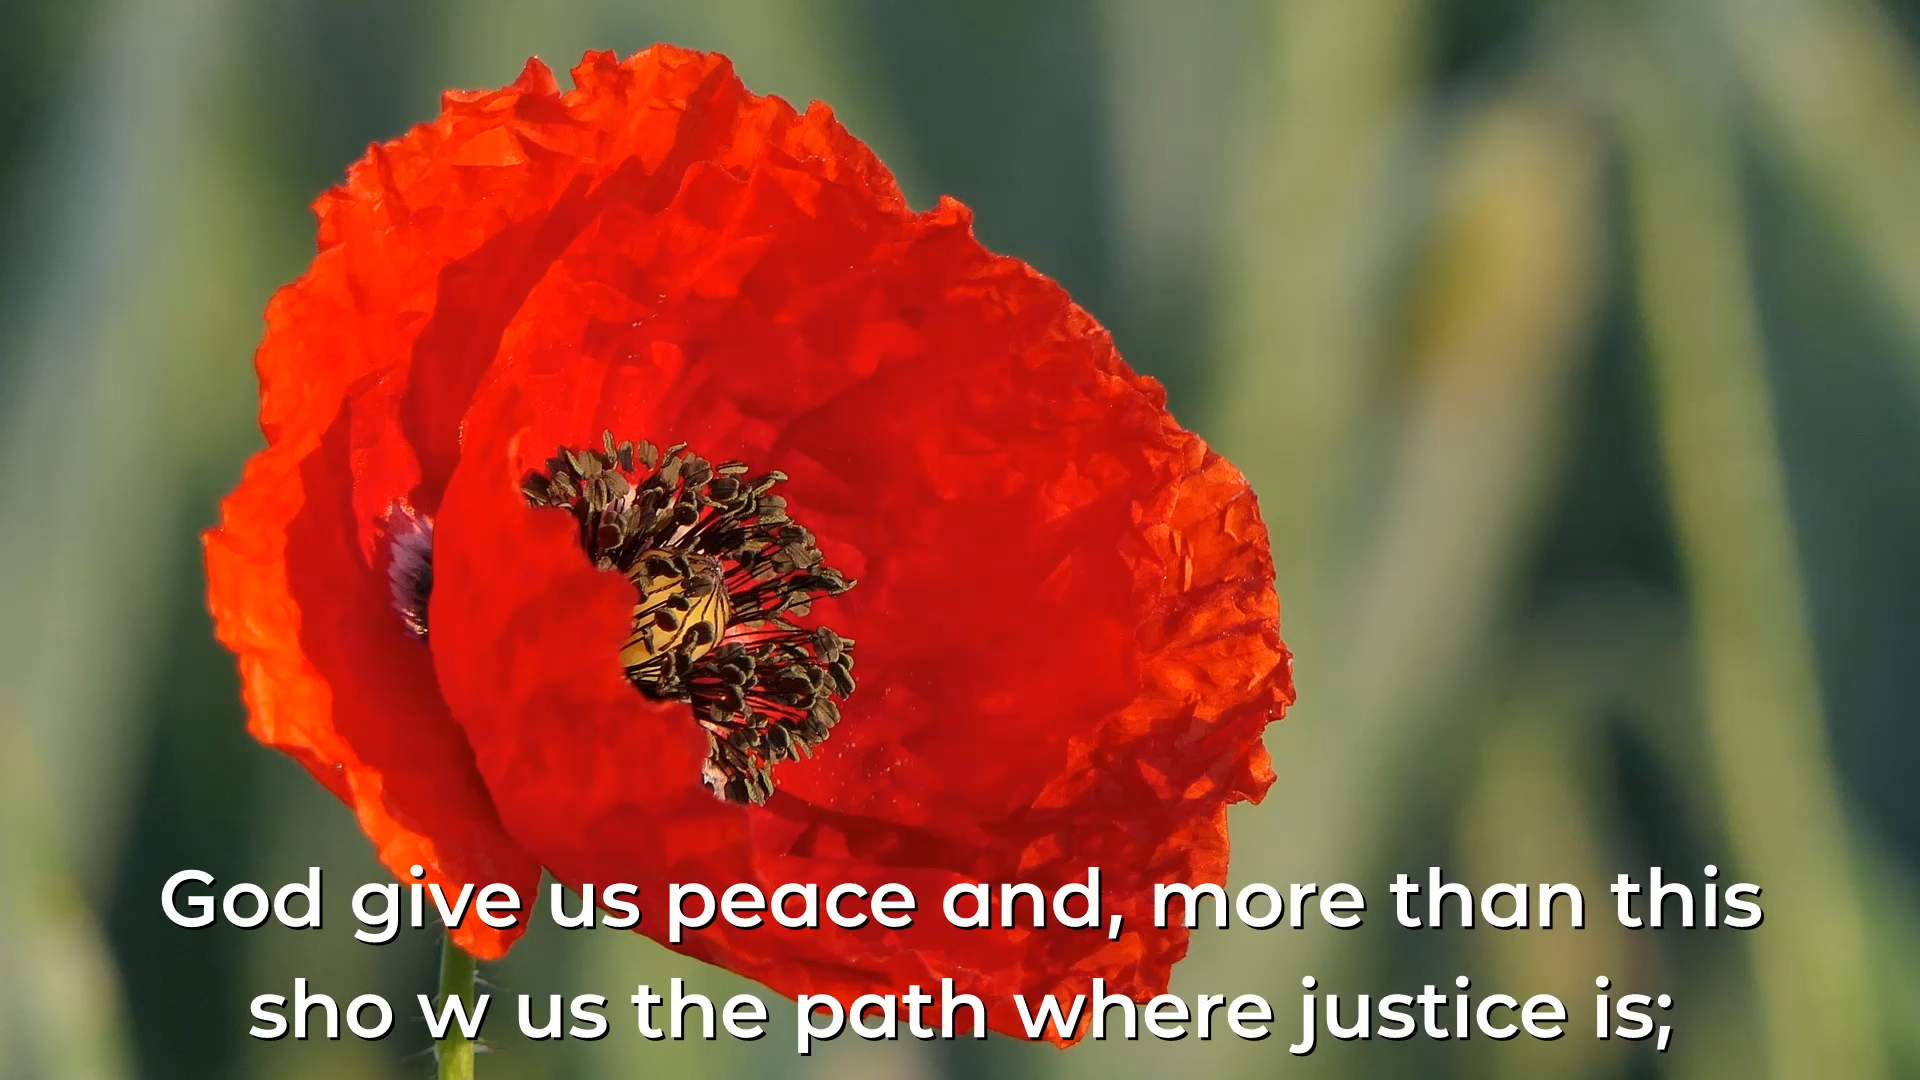 God give us peace and, more than this
sho w us the path where justice is;